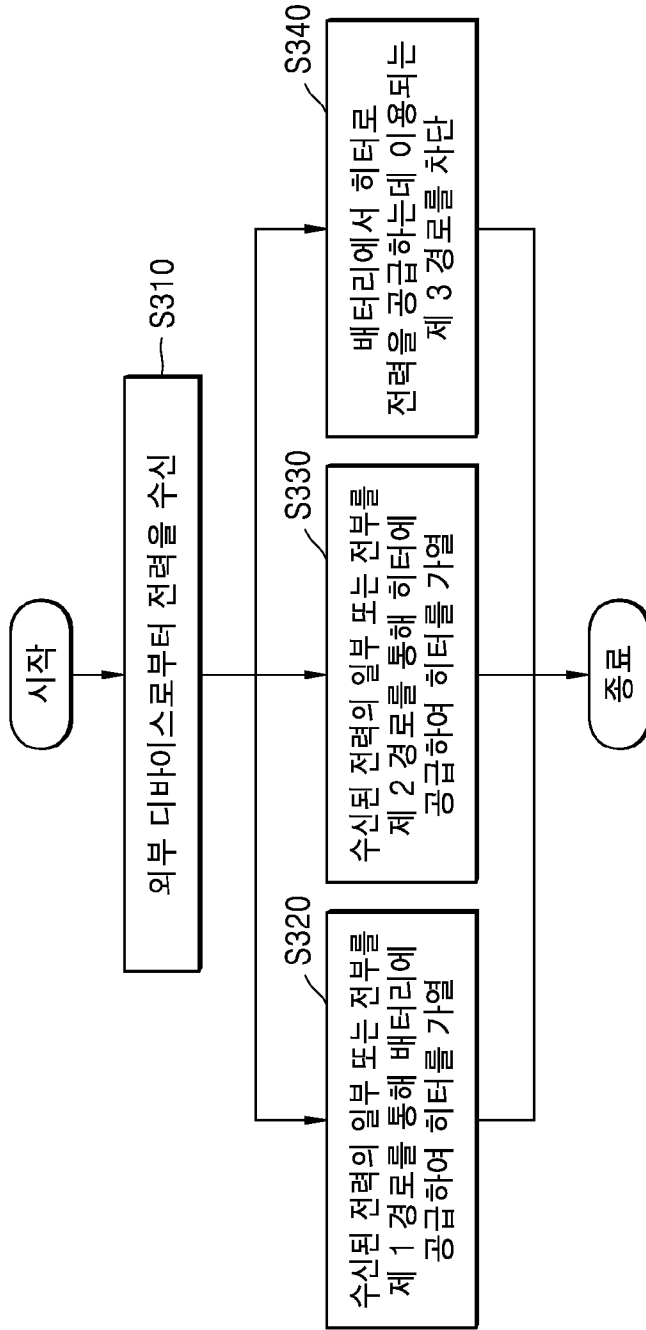 시작
외부 디바이스로부터 전력을 수신
S310
수신된 전력의 일부 또는 전부를
제 1 경로를 통해 배터리에
공급하여 히터를 가열
S320
수신된 전력의 일부 또는 전부를
제 2 경로를 통해 히터에
공급하여 히터를 가열
S330
배터리에서 히터로
전력을 공급하는데 이용되는
제 3 경로를 차단
S340
종료